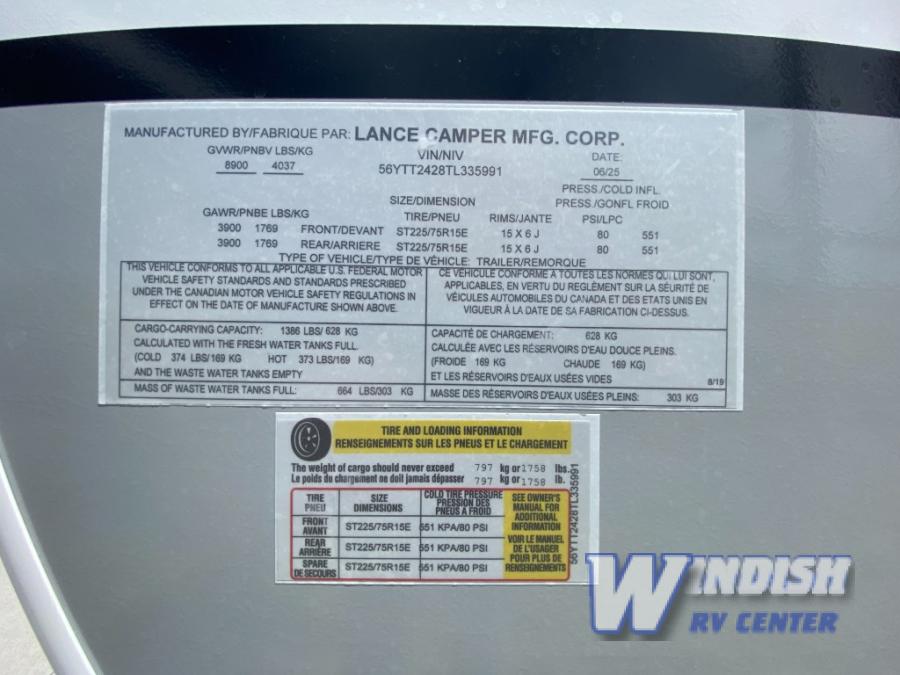 MANUFACTURED BY/FABRIQUE PAR: LANCE CAMPER MFG. CORP.
GVWR/PNBV LBS/KG VIN/NIV DATE:
8900 4037 56YTT2428TL335991 06/25
PRESS./COLD INFL.
SIZE/DIMENSION PRESS./GONFL FROID
GAWR/PNBE LBS/KG TIRE/PNEU RIMS/JANTE PSI/LPC
3900 1769 FRONT/DEVANT ST225/75R15E 15 X 6 J 80 551
3900 1769 REAR/ARRIERE ST225/75R15E 15 X 6 J 80 551
TYPE OF VEHICLE/TYPE DE VÉHICLE: TRAILER/REMORQUE
THIS VEHICLE CONFORMS TO ALL APPLICABLE U.S. FEDERAL MOTOR
VEHICLE SAFETY STANDARDS AND STANDARDS PRESCRIBED
UNDER THE CANADIAN MOTOR VEHICLE SAFETY REGULATIONS IN
EFFECT ON THE DATE OF MANUFACTURE SHOWN ABOVE.
CE VÉHICULE CONFORME À TOUTES LES NORMES QUI LUI SONT
APPLICABLES, EN VERTU DU REGLEMENT SUR LA SÉURITÉ DE
VÉICULES AUTOMOBILES DU CANADA ET DES ETATS UNIS EN
VIGUEUR À LA DATE DE SA FABRICATION CI-DESSUS.
CARGO-CARRYING CAPACITY: 1386 LBS/ 628 KG
CALCULATED WITH THE FRESH WATER TANKS FULL.
(COLD 374 LBS/169 KG HOT 373 LBS/169 KG)
AND THE WASTE WATER TANKS EMPTY
CAPACITÉ DE CHARGEMENT: 628 KG
CALCULÉE AVEC LES RÉSERVOIRS D'EAU DOUCE PLEINS.
(FROIDE 169 KG CHAUDE 169 KG)
ET LES RÉSERVOIRS D'EAUX USÉES VIDES 8/19
MASS OF WASTE WATER TANKS FULL: 664 LBS/303 KG
MASSE DES RÉSERVOIRS D'EAUX USÉES PLEINS: 303 KG
TIRE AND LOADING INFORMATION
RENSEIGNEMENTS SUR LES PNEUS ET LE CHARGEMENT
The weight of cargo should never exceed 797 kg or 1758 lbs.
Le poids du chargement ne doit jamais dépasser 797 kg or 1758 lb.
TIRE
PNEU
SIZE
DIMENSIONS
COLD TIRE PRESSURE
PRESSION DES
PNEUS A FROID
SEE OWNER'S
MANUAL FOR
ADDITIONAL
INFORMATION
VOIR LE MANUEL
DE L'USAGER
POUR PLUS DE
RENSEIGNEMENTS
FRONT
AVANT
ST225/75R15E 551 KPA/80 PSI
REAR
ARRIÈRE
ST225/75R15E 551 KPA/80 PSI
SPARE
DE SECOURS
ST225/75R15E 551 KPA/80 PSI
56YTT2428TL335991
WINDISH
RV CENTER